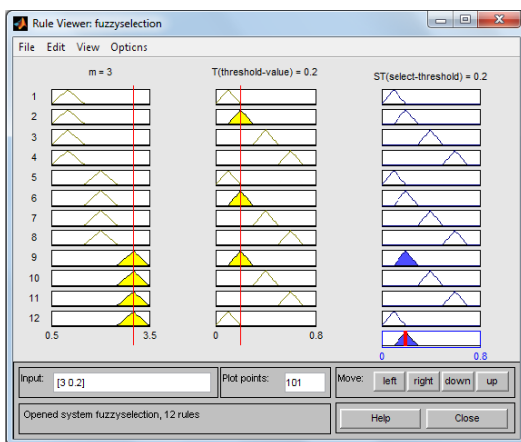 Rule Viewer: fuzzyselection
File Edit View Options
m = 3 T(threshold-value) = 0.2 ST(select-threshold) = 0.2
1
2
3
4
5
6
7
8
9
10
11
12
0.5 3.5 0 0.8
0 0.8
Input: [3 0.2] Plot points: 101 Move: left right down up
Opened system fuzzyselection, 12 rules Help Close